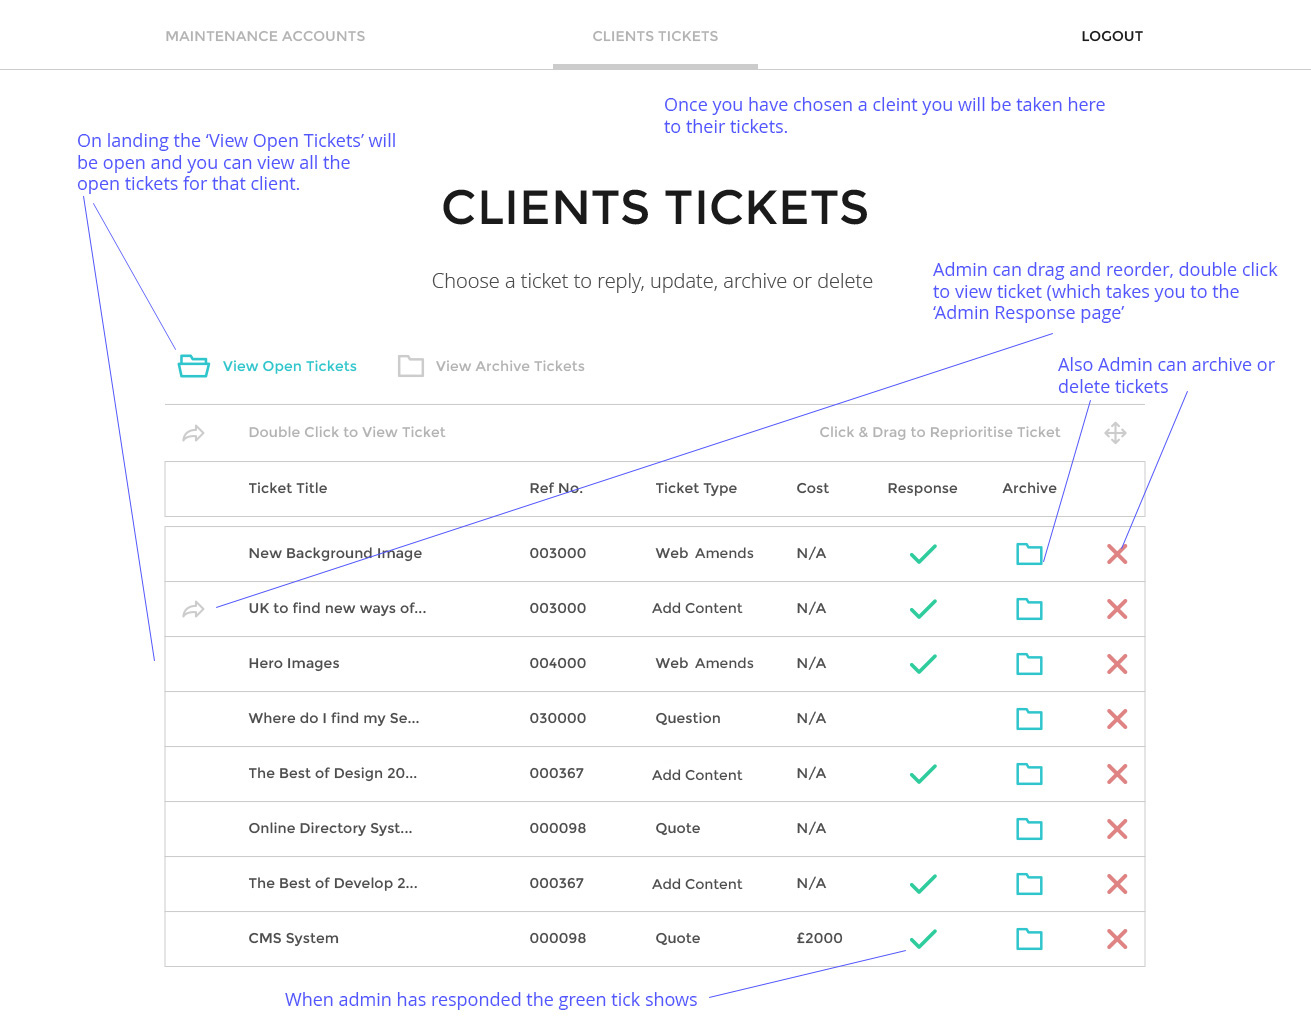 MAINTENANCE ACCOUNTS
CLIENTS TICKETS
LOGOUT
Once you have chosen a cleint you will be taken here
to their tickets.
On landing the ‘View Open Tickets’ will
be open and you can view all the
open tickets for that client.
CLIENTS TICKETS
Choose a ticket to reply, update, archive or delete
Admin can drag and reorder, double click
to view ticket (which takes you to the
‘Admin Response page’
View Open Tickets
View Archive Tickets
Also Admin can archive or
delete tickets
Double Click to View Ticket
Click & Drag to Reprioritise Ticket
Ticket Title Ref No. Ticket Type Cost Response Archive
New Background Image 003000 Web Amends N/A
UK to find new ways of... 003000 Add Content N/A
Hero Images 004000 Web Amends N/A
Where do I find my Se... 030000 Question N/A
The Best of Design 20... 000367 Add Content N/A
Online Directory Syst... 000098 Quote N/A
The Best of Develop 2... 000367 Add Content N/A
CMS System 000098 Quote £2000
When admin has responded the green tick shows